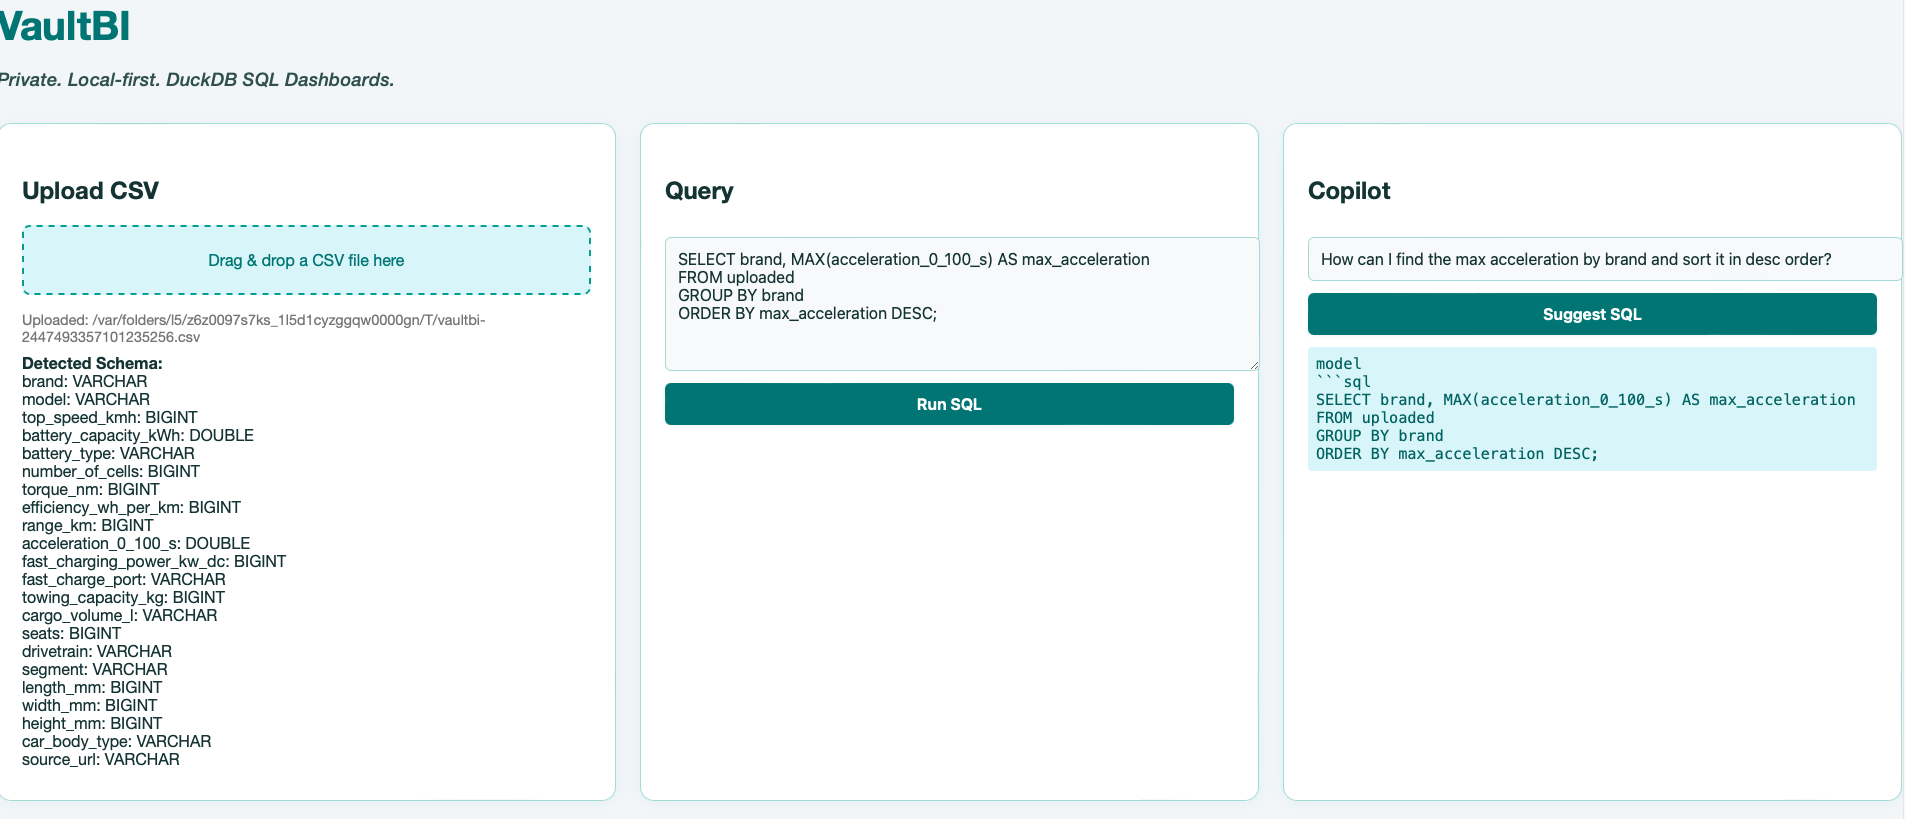 VaultBI
Private. Local-first. DuckDB SQL Dashboards.
Upload CSV
Drag & drop a CSV file here
Uploaded: /var/folders/l5/z6z0097s7ks_1l5d1cyzggqw0000gn/T/vaultbi-
2447493357101235256.csv
Detected Schema:
brand: VARCHAR
model: VARCHAR
top_speed_kmh: BIGINT
battery_capacity_kWh: DOUBLE
battery_type: VARCHAR
number_of_cells: BIGINT
torque_nm: BIGINT
efficiency_wh_per_km: BIGINT
range_km: BIGINT
acceleration_0_100_s: DOUBLE
fast_charging_power_kw_dc: BIGINT
fast_charge_port: VARCHAR
towing_capacity_kg: BIGINT
cargo_volume_l: VARCHAR
seats: BIGINT
drivetrain: VARCHAR
segment: VARCHAR
length_mm: BIGINT
width_mm: BIGINT
height_mm: BIGINT
car_body_type: VARCHAR
source_url: VARCHAR
Query
SELECT brand, MAX(acceleration_0_100_s) AS max_acceleration
FROM uploaded
GROUP BY brand
ORDER BY max_acceleration DESC;
Run SQL
Copilot
How can I find the max acceleration by brand and sort it in desc order?
Suggest SQL
model
```sql
SELECT brand, MAX(acceleration_0_100_s) AS max_acceleration
FROM uploaded
GROUP BY brand
ORDER BY max_acceleration DESC;